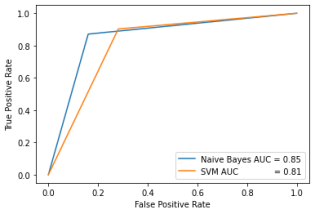 1.0
0.8
0.6
0.4
0.2
0.0
True Positive Rate
Naive Bayes AUC = 0.85
SVM AUC = 0.81
0.0 0.2 0.4 0.6 0.8 1.0
False Positive Rate